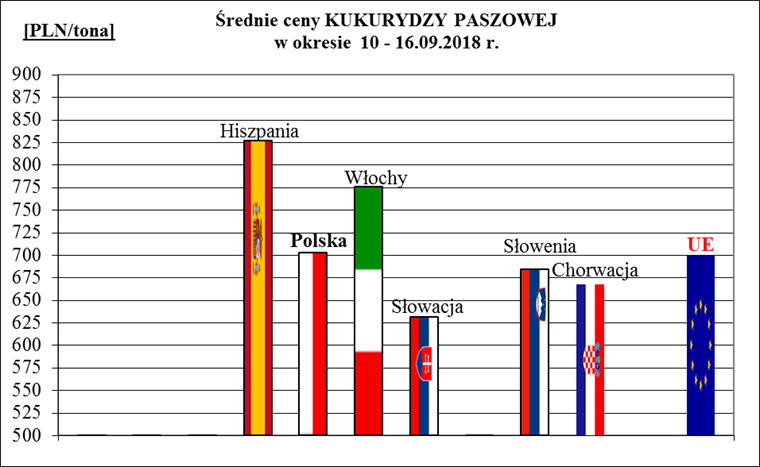 Średnie ceny KUKURYDZY PASZOWEJ
w okresie 10 - 16.09.2018 r.
[PLN/tona]
900
875
850
825
800
775
750
725
700
675
650
625
600
575
550
525
500
Hiszpania
Polska
Włochy
Słowacja
Słowenia
Chorwacja
UE